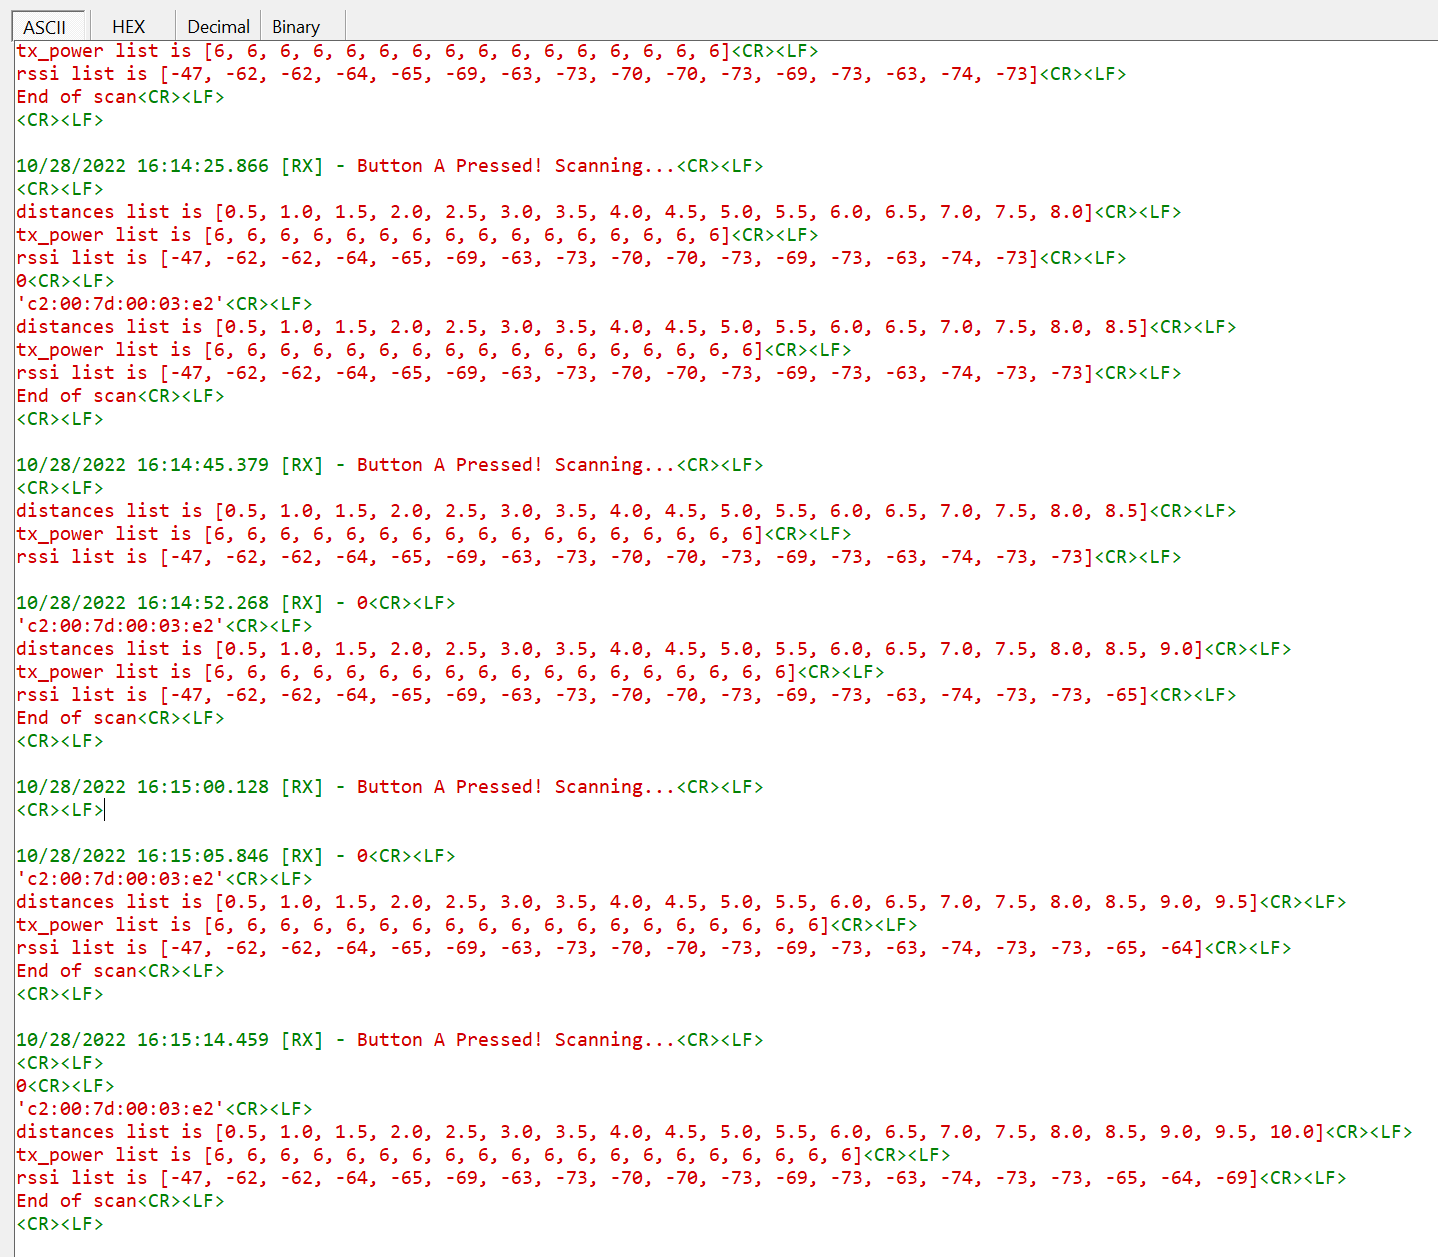 ASCII HEX Decimal Binary
tx_power list is [6, 6, 6, 6, 6, 6, 6, 6, 6, 6, 6, 6, 6, 6, 6, 6]<CR><LF>
rssi list is [-47, -62, -62, -64, -65, -69, -63, -73, -70, -70, -73, -69, -73, -63, -74, -73]<CR><LF>
End of scan<CR><LF>
<CR><LF>
10/28/2022 16:14:25.866 [RX] - Button A Pressed! Scanning...<CR><LF>
<CR><LF>
distances list is [0.5, 1.0, 1.5, 2.0, 2.5, 3.0, 3.5, 4.0, 4.5, 5.0, 5.5, 6.0, 6.5, 7.0, 7.5, 8.0]<CR><LF>
tx_power list is [6, 6, 6, 6, 6, 6, 6, 6, 6, 6, 6, 6, 6, 6, 6, 6]<CR><LF>
rssi list is [-47, -62, -62, -64, -65, -69, -63, -73, -70, -70, -73, -69, -73, -63, -74, -73]<CR><LF>
0<CR><LF>
'c2:00:7d:00:03:e2'<CR><LF>
distances list is [0.5, 1.0, 1.5, 2.0, 2.5, 3.0, 3.5, 4.0, 4.5, 5.0, 5.5, 6.0, 6.5, 7.0, 7.5, 8.0, 8.5]<CR><LF>
tx_power list is [6, 6, 6, 6, 6, 6, 6, 6, 6, 6, 6, 6, 6, 6, 6, 6, 6]<CR><LF>
rssi list is [-47, -62, -62, -64, -65, -69, -63, -73, -70, -70, -73, -69, -73, -63, -74, -73, -73]<CR><LF>
End of scan<CR><LF>
<CR><LF>
10/28/2022 16:14:45.379 [RX] - Button A Pressed! Scanning...<CR><LF>
<CR><LF>
distances list is [0.5, 1.0, 1.5, 2.0, 2.5, 3.0, 3.5, 4.0, 4.5, 5.0, 5.5, 6.0, 6.5, 7.0, 7.5, 8.0, 8.5]<CR><LF>
tx_power list is [6, 6, 6, 6, 6, 6, 6, 6, 6, 6, 6, 6, 6, 6, 6, 6, 6]<CR><LF>
rssi list is [-47, -62, -62, -64, -65, -69, -63, -73, -70, -70, -73, -69, -73, -63, -74, -73, -73]<CR><LF>
10/28/2022 16:14:52.268 [RX] - 0<CR><LF>
'c2:00:7d:00:03:e2'<CR><LF>
distances list is [0.5, 1.0, 1.5, 2.0, 2.5, 3.0, 3.5, 4.0, 4.5, 5.0, 5.5, 6.0, 6.5, 7.0, 7.5, 8.0, 8.5, 9.0]<CR><LF>
tx_power list is [6, 6, 6, 6, 6, 6, 6, 6, 6, 6, 6, 6, 6, 6, 6, 6, 6, 6]<CR><LF>
rssi list is [-47, -62, -62, -64, -65, -69, -63, -73, -70, -70, -73, -69, -73, -63, -74, -73, -73, -65]<CR><LF>
End of scan<CR><LF>
<CR><LF>
10/28/2022 16:15:00.128 [RX] - Button A Pressed! Scanning...<CR><LF>
<CR><LF>
10/28/2022 16:15:05.846 [RX] - 0<CR><LF>
'c2:00:7d:00:03:e2'<CR><LF>
distances list is [0.5, 1.0, 1.5, 2.0, 2.5, 3.0, 3.5, 4.0, 4.5, 5.0, 5.5, 6.0, 6.5, 7.0, 7.5, 8.0, 8.5, 9.0, 9.5]<CR><LF>
tx_power list is [6, 6, 6, 6, 6, 6, 6, 6, 6, 6, 6, 6, 6, 6, 6, 6, 6, 6, 6]<CR><LF>
rssi list is [-47, -62, -62, -64, -65, -69, -63, -73, -70, -70, -73, -69, -73, -63, -74, -73, -73, -65, -64]<CR><LF>
End of scan<CR><LF>
<CR><LF>
10/28/2022 16:15:14.459 [RX] - Button A Pressed! Scanning...<CR><LF>
<CR><LF>
0<CR><LF>
'c2:00:7d:00:03:e2'<CR><LF>
distances list is [0.5, 1.0, 1.5, 2.0, 2.5, 3.0, 3.5, 4.0, 4.5, 5.0, 5.5, 6.0, 6.5, 7.0, 7.5, 8.0, 8.5, 9.0, 9.5, 10.0]<CR><LF>
tx_power list is [6, 6, 6, 6, 6, 6, 6, 6, 6, 6, 6, 6, 6, 6, 6, 6, 6, 6, 6, 6]<CR><LF>
rssi list is [-47, -62, -62, -64, -65, -69, -63, -73, -70, -70, -73, -69, -73, -63, -74, -73, -73, -65, -64, -69]<CR><LF>
End of scan<CR><LF>
<CR><LF>